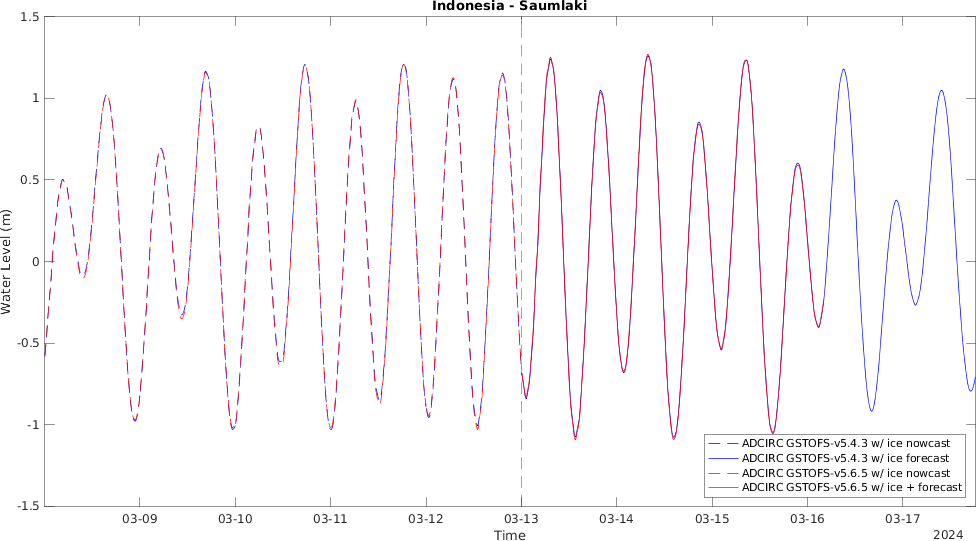 Indonesia - Saumlaki
1.5
1
0.5
0
-0.5
-1
-1.5
Water Level (m)
ADCIRC GSTOFS-v5.4.3 w/ ice nowcast
ADCIRC GSTOFS-v5.4.3 w/ ice forecast
ADCIRC GSTOFS-v5.6.5 w/ ice nowcast
ADCIRC GSTOFS-v5.6.5 w/ ice + forecast
03-09 03-10 03-11 03-12 03-13 03-14 03-15 03-16 03-17
Time
2024